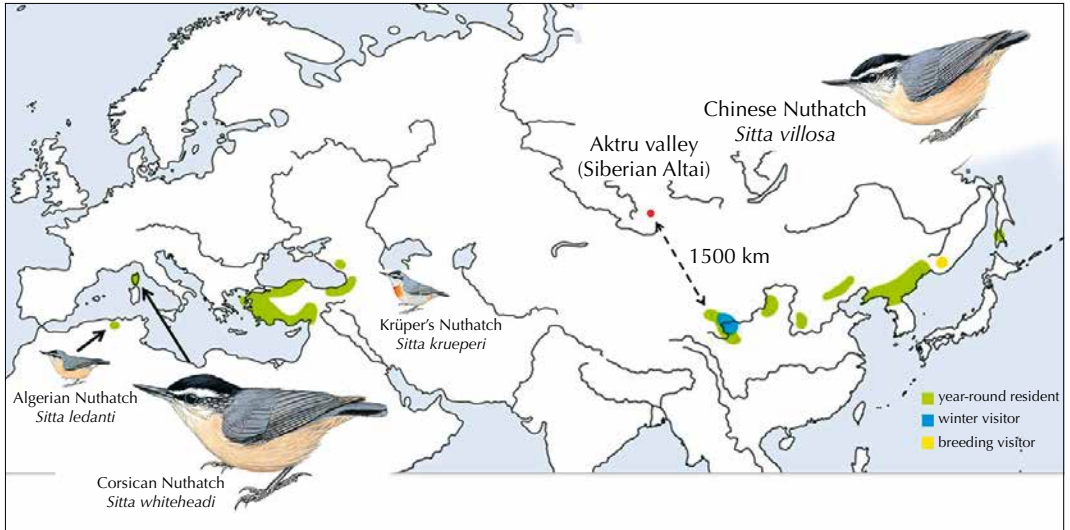 Chinese Nuthatch
Sitta villosa
Aktru valley
(Siberian Altai)
1500 km
Krüper's Nuthatch
Sitta krueperi
Algerian Nuthatch
Sitta ledanti
Corsican Nuthatch
Sitta whiteheadi
year-round resident
winter visitor
breeding visitor